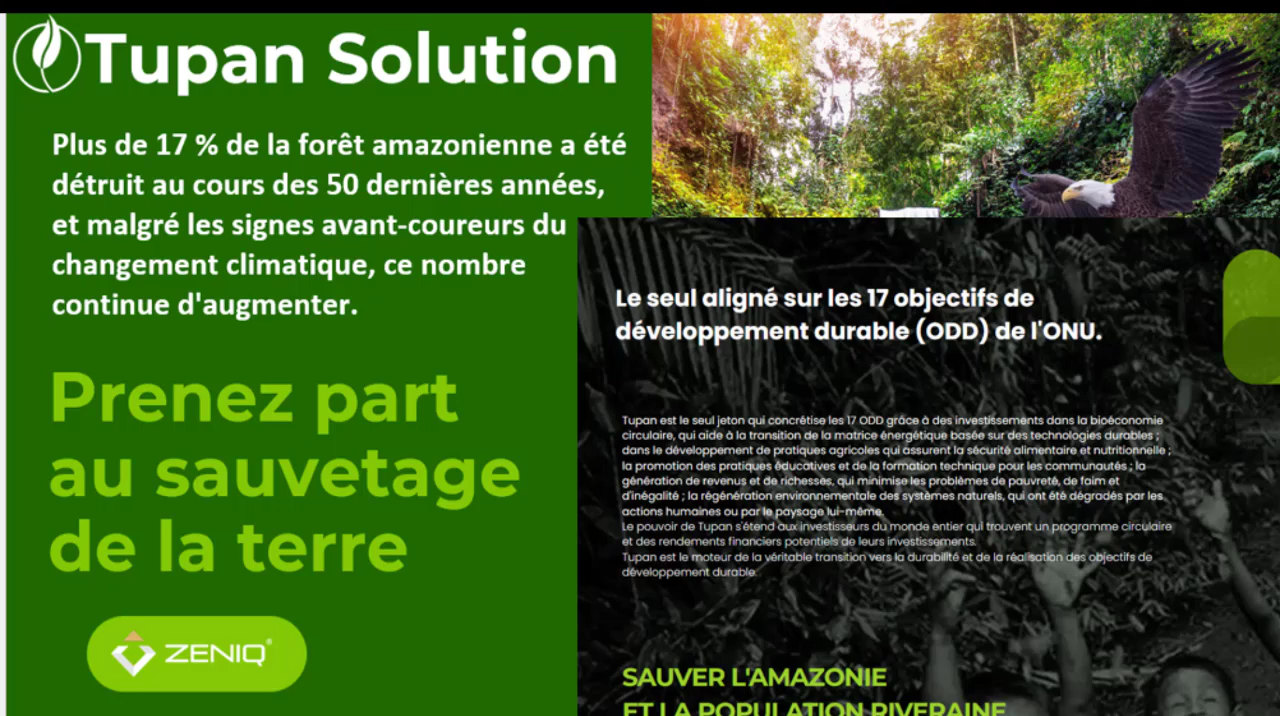 Tupan Solution
Plus de 17 % de la forêt amazonienne a été
détruit au cours des 50 dernières années,
et malgré les signes avant-coureurs du
changement climatique, ce nombre
continue d'augmenter.
Prenez part
au sauvetage
de la terre
ZENIQ®
Le seul aligné sur les 17 objectifs de
développement durable (ODD) de l'ONU.
Tupan est le seul jeton qui concrétise les 17 ODD grâce à des investissements dans la bioéconomie
circulaire, qui aide à la transition de la matrice énergétique basée sur des technologies durables ;
dans le développement de pratiques agricoles qui assurent la sécurité alimentaire et nutritionnelle ;
la promotion des pratiques éducatives et de la formation technique pour les communautés ; la
génération de revenus et de richesses, qui minimise les problèmes de pauvreté, de faim et
d'inégalité ; la régénération environnementale des systèmes naturels, qui ont été dégradés par les
actions humaines ou par le paysage lui-même.
Le pouvoir de Tupan s'étend aux investisseurs du monde entier qui trouvent un programme circulaire
et des rendements financiers potentiels de leurs investissements.
Tupan est le moteur de la véritable transition vers la durabilité et de la réalisation des objectifs de
développement durable.
SAUVER L'AMAZONIE
ET LA POPULATION RIVERAINE